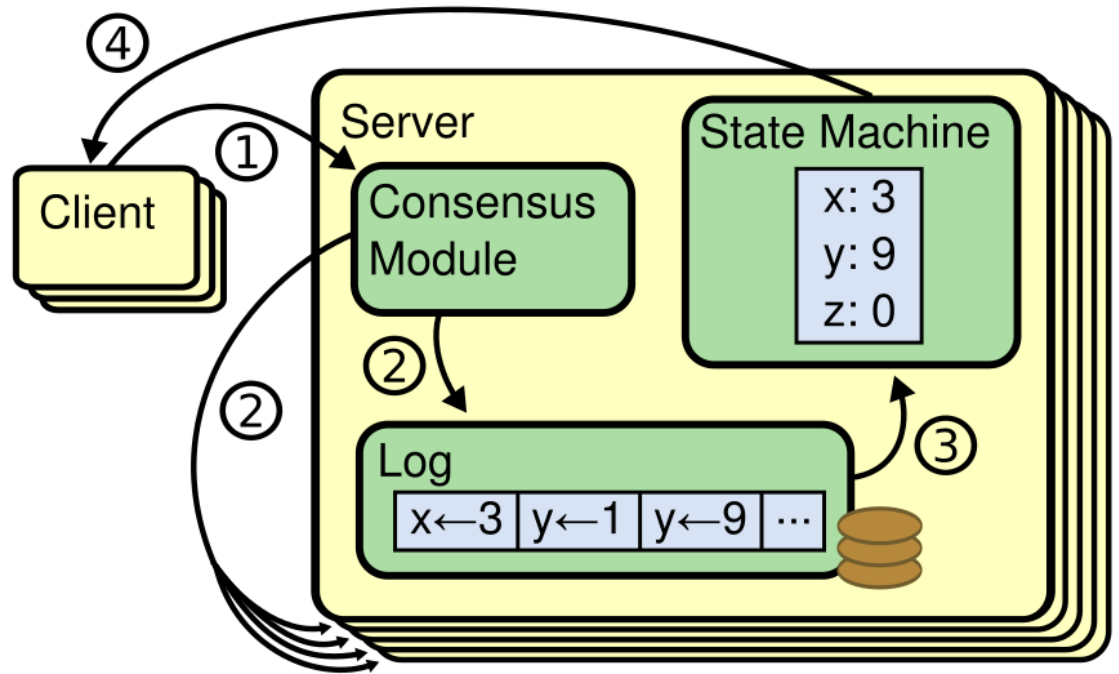 ④
①
Server
State Machine
Client
Consensus
Module
x: 3
y: 9
z: 0
②
②
③
Log
x←3 y←1 y←9 ...